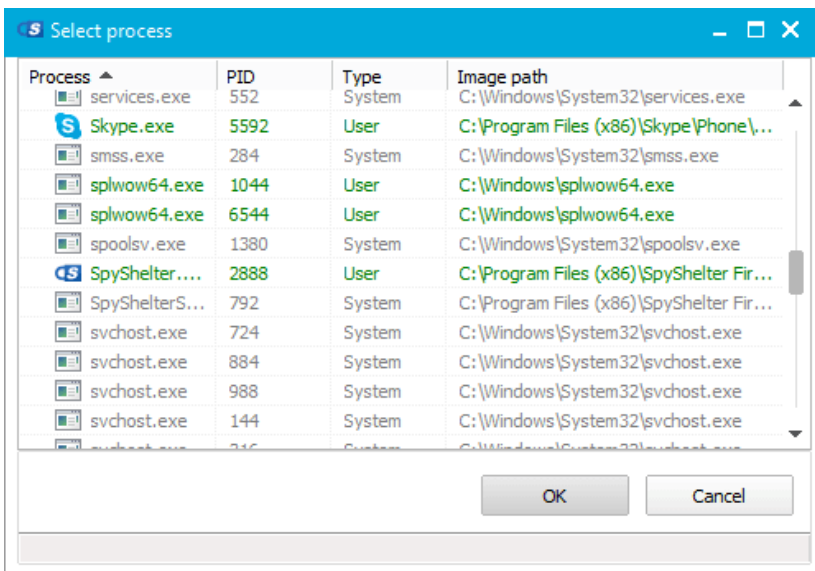 Select process
Process PID Type Image path
services.exe 552 System C:\Windows\System32\services.exe
Skype.exe 5592 User C:\Program Files (x86)\Skype\Phone\...
smss.exe 284 System C:\Windows\System32\smss.exe
splwow64.exe 1044 User C:\Windows\splwow64.exe
splwow64.exe 6544 User C:\Windows\splwow64.exe
spoolsv.exe 1380 System C:\Windows\System32\spoolsv.exe
SpyShelter.... 2888 User C:\Program Files (x86)\SpyShelter Fir...
SpyShelterS... 792 System C:\Program Files (x86)\SpyShelter Fir...
svchost.exe 724 System C:\Windows\System32\svchost.exe
svchost.exe 884 System C:\Windows\System32\svchost.exe
svchost.exe 988 System C:\Windows\System32\svchost.exe
svchost.exe 144 System C:\Windows\System32\svchost.exe
OK Cancel